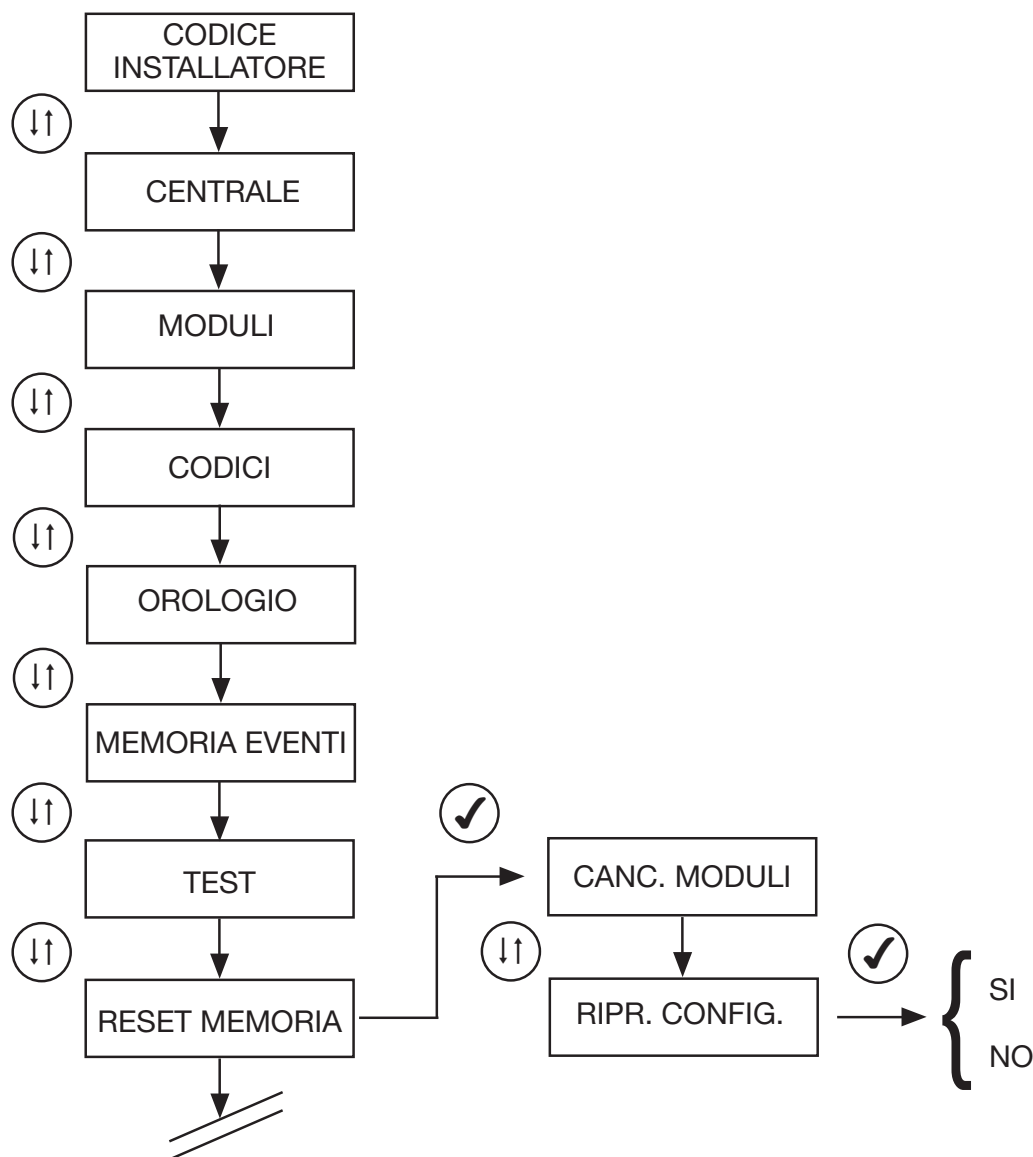 CODICE
INSTALLATORE
CENTRALE
MODULI
CODICI
OROLOGIO
MEMORIA EVENTI
TEST
RESET MEMORIA
CANC. MODULI
RIPR. CONFIG.
SI
NO